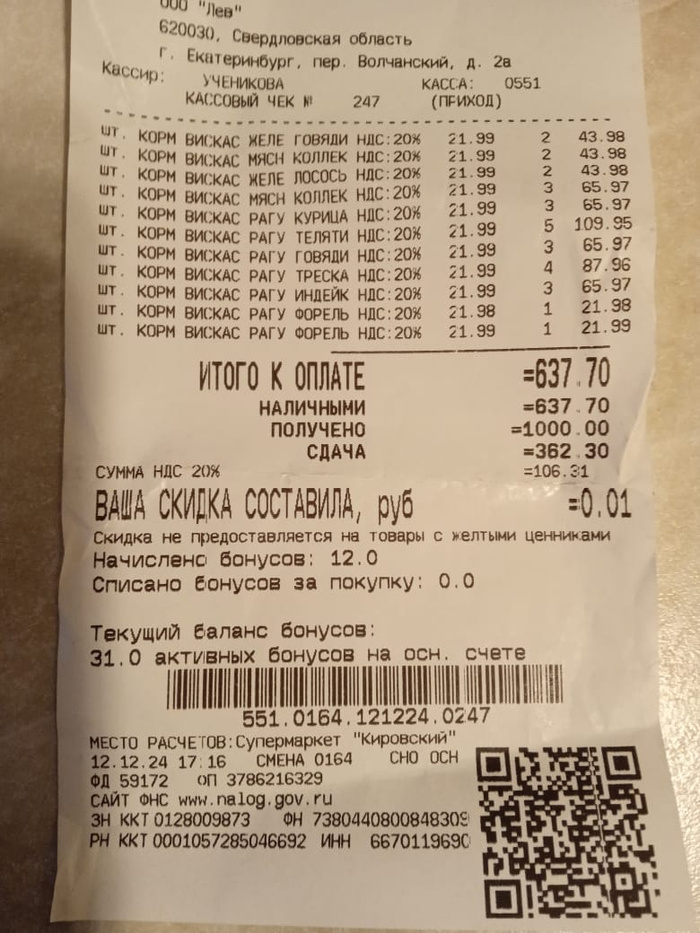 ООО "Лев"
620030, Свердловская область
г. Екатеринбург, пер. Волчанский, д. 2а
Кассир: УЧЕНИКОВА КАССА: 0551
КАССОВЫЙ ЧЕК № 247 (ПРИХОД)
шт. КОРМ ВИСКАС ЖЕЛЕ ГОВЯДИ НДС:20% 21.99 2 43.98
шт. КОРМ ВИСКАС МЯСН КОЛЛЕК НДС:20% 21.99 2 43.98
шт. КОРМ ВИСКАС ЖЕЛЕ ЛОСОСЬ НДС:20% 21.99 2 43.98
шт. КОРМ ВИСКАС МЯСН КОЛЛЕК НДС:20% 21.99 3 65.97
шт. КОРМ ВИСКАС РАГУ КУРИЦА НДС:20% 21.99 3 65.97
шт. КОРМ ВИСКАС РАГУ ТЕЛЯТИ НДС:20% 21.99 5 109.95
шт. КОРМ ВИСКАС РАГУ ГОВЯДИ НДС:20% 21.99 3 65.97
шт. КОРМ ВИСКАС РАГУ ТРЕСКА НДС:20% 21.99 4 87.96
шт. КОРМ ВИСКАС РАГУ ИНДЕЙК НДС:20% 21.99 3 65.97
шт. КОРМ ВИСКАС РАГУ ФОРЕЛЬ НДС:20% 21.98 1 21.98
шт. КОРМ ВИСКАС РАГУ ФОРЕЛЬ НДС:20% 21.99 1 21.99
ИТОГО К ОПЛАТЕ =637.70
НАЛИЧНЫМИ =637.70
ПОЛУЧЕНО =1000.00
СДАЧА =362.30
СУММА НДС 20% =106.31
ВАША СКИДКА СОСТАВИЛА, руб =0.01
Скидка не предоставляется на товары с желтыми ценниками
Начислено бонусов: 12.0
Списано бонусов за покупку: 0.0
Текущий баланс бонусов:
31.0 активных бонусов на осн. счете
551.0164.121224.0247
МЕСТО РАСЧЕТОВ:Супермаркет "Кировский"
12.12.24 17:16 СМЕНА 0164 СНО ОСН
ФД 59172 ФП 3786216329
САЙТ ФНС www.nalog.gov.ru
ЗН ККТ 0128009873 ФН 7380440800848309
РН ККТ 0001057285046692 ИНН 6670119690